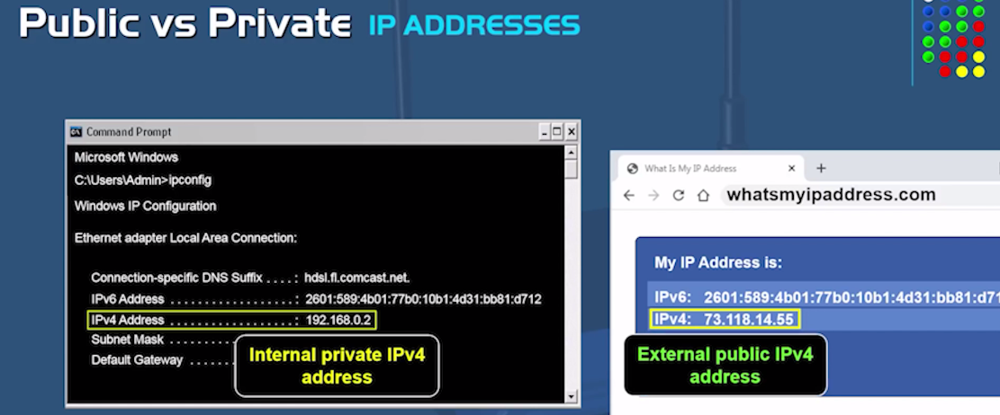 Public vs Private IP ADDRESSES
Command Prompt
Microsoft Windows
C:\Users\Admin>ipconfig
Windows IP Configuration
Ethernet adapter Local Area Connection:
Connection-specific DNS Suffix . . . . : hdsl.fl.comcast.net.
IPv6 Address . . . . . . . . . . . . . . . . . : 2601:589:4b01:77b0:10b1:4d31:bb81:d712
IPv4 Address . . . . . . . . . . . . . . . . . : 192.168.0.2
Subnet Mask . . . . . . . . .
Default Gateway . . . . . . .
Internal private IPv4
address
What Is My IP Address
whatsmyipaddress.com
My IP Address is:
IPv6: 2601:589:4b01:77b0:10b1:4d31:bb81:d71
IPv4: 73.118.14.55
External public IPv4
address